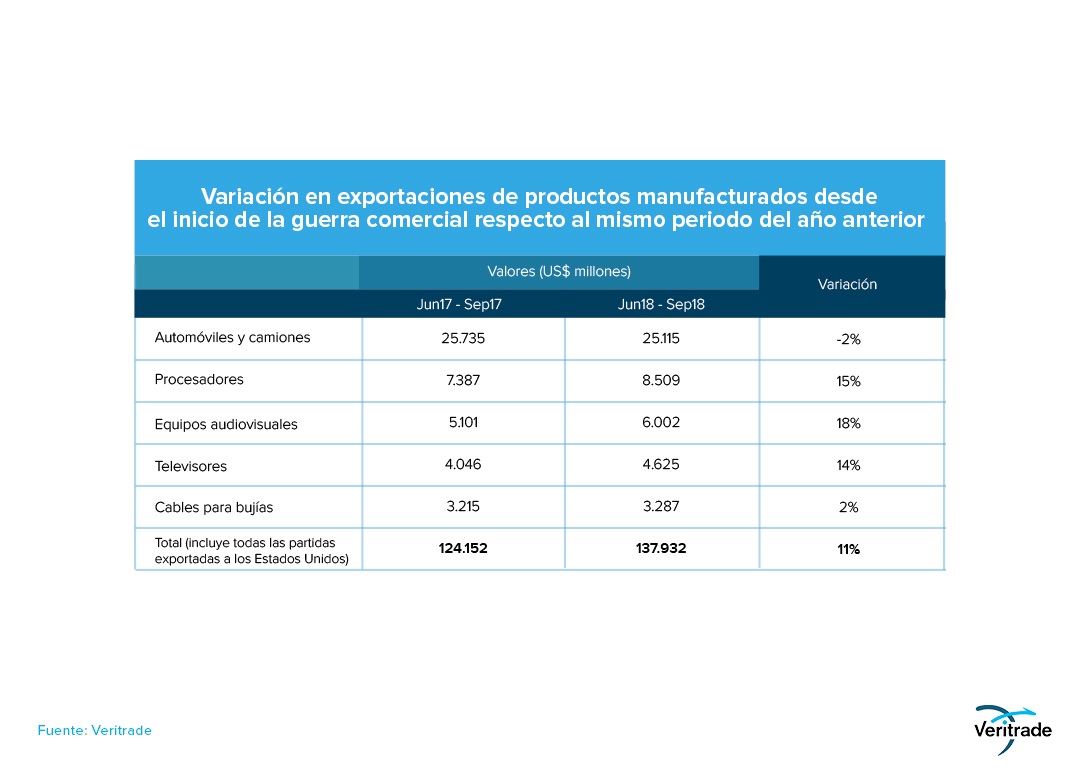 Variación en exportaciones de productos manufacturados desde
el inicio de la guerra comercial respecto al mismo periodo del año anterior
Valores (US$ millones)
Variación
Jun17 - Sep17 Jun18 - Sep18
Automóviles y camiones 25.735 25.115 -2%
Procesadores 7.387 8.509 15%
Equipos audiovisuales 5.101 6.002 18%
Televisores 4.046 4.625 14%
Cables para bujías 3.215 3.287 2%
Total (incluye todas las partidas
exportadas a los Estados Unidos) 124.152 137.932 11%
Fuente: Veritrade
Veritrade